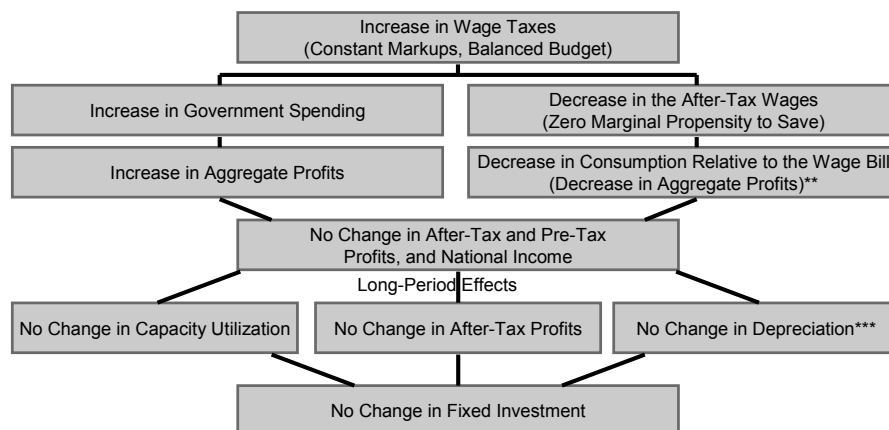 Increase in Wage Taxes
(Constant Markups, Balanced Budget)
Increase in Government Spending
Decrease in the After-Tax Wages
(Zero Marginal Propensity to Save)
Increase in Aggregate Profits
Decrease in Consumption Relative to the Wage Bill
(Decrease in Aggregate Profits)**
No Change in After-Tax and Pre-Tax
Profits, and National Income
Long-Period Effects
No Change in Capacity Utilization
No Change in After-Tax Profits
No Change in Depreciation***
No Change in Fixed Investment